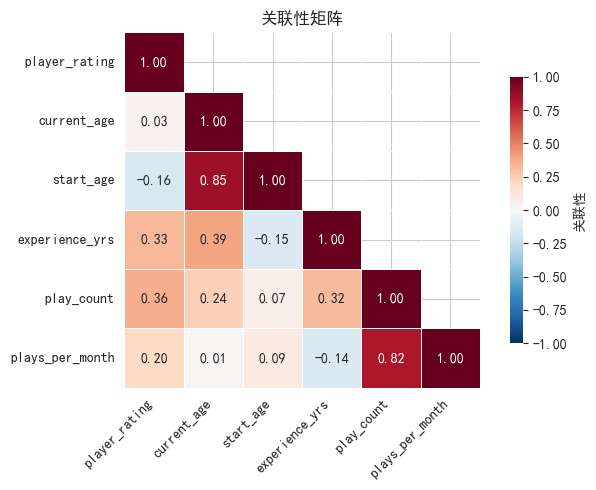 关联性矩阵
player_rating 1.00
current_age 0.03 1.00
start_age −0.16 0.85 1.00
experience_yrs 0.33 0.39 −0.15 1.00
play_count 0.36 0.24 0.07 0.32 1.00
plays_per_month 0.20 0.01 0.09 −0.14 0.82 1.00
player_rating current_age start_age experience_yrs play_count plays_per_month
1.00
0.75
0.50
0.25
0.00
−0.25
−0.50
−0.75
−1.00
关联性